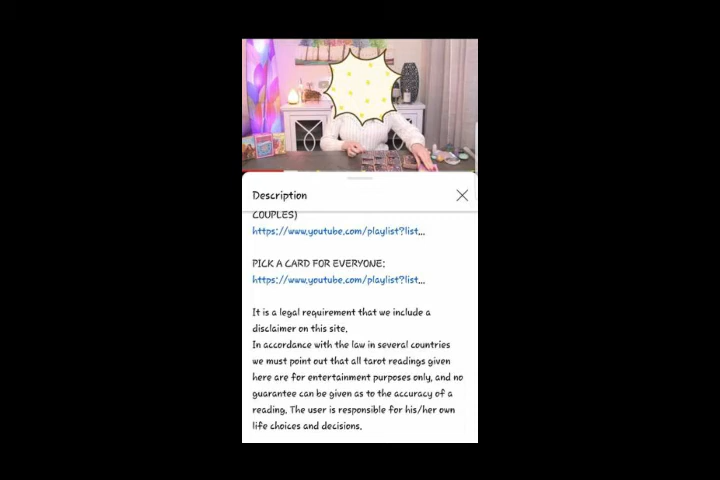 Description
COUPLES)
https://www.youtube.com/playlist?list...
PICK A CARD FOR EVERYONE:
https://www.youtube.com/playlist?list...
It is a legal requirement that we include a
disclaimer on this site.
In accordance with the law in several countries
we must point out that all tarot readings given
here are for entertainment purposes only, and no
guarantee can be given as to the accuracy of a
reading. The user is responsible for his/her own
life choices and decisions.